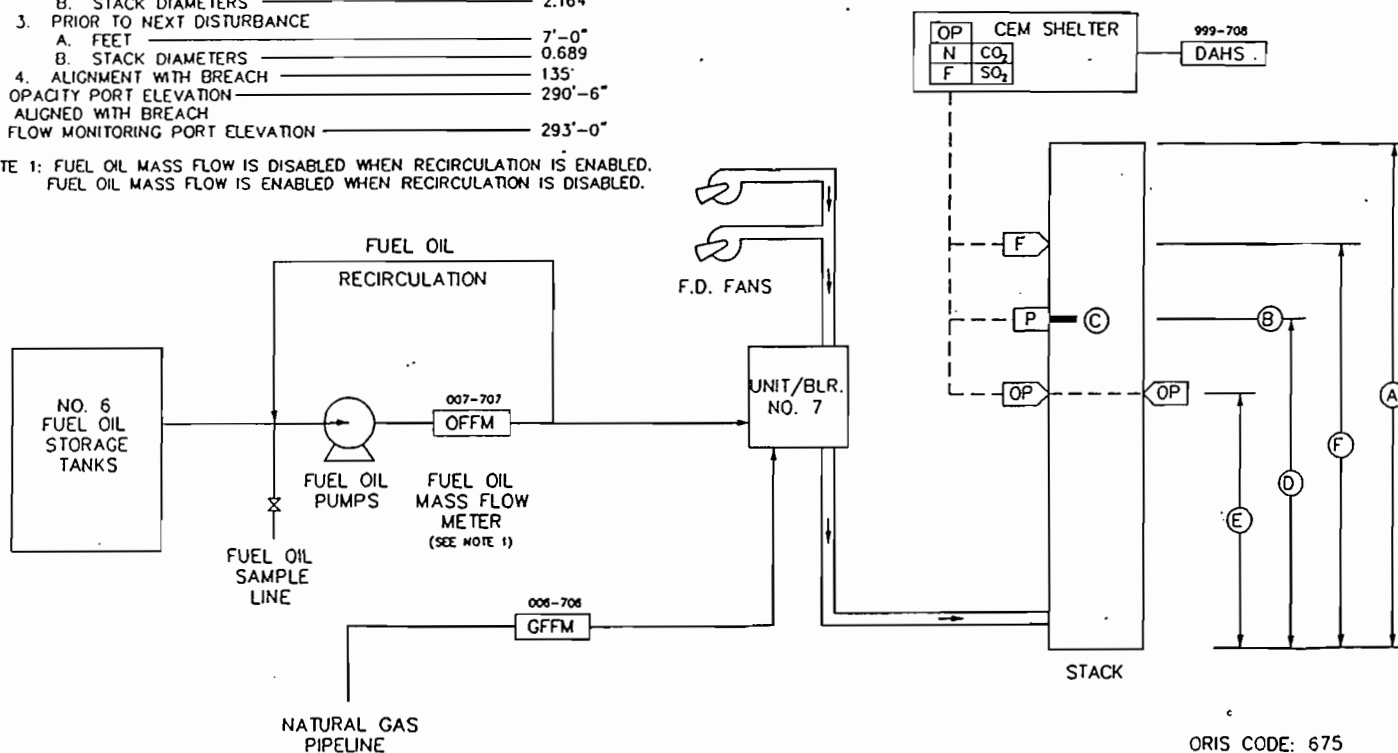 B. STACK DIAMETERS 2.164
3. PRIOR TO NEXT DISTURBANCE
A. FEET 7'-0"
B. STACK DIAMETERS 0.689
4. ALIGNMENT WITH BREACH 135°
OPACITY PORT ELEVATION 290'-6"
ALIGNED WITH BREACH
FLOW MONITORING PORT ELEVATION 293'-0"
TE 1: FUEL OIL MASS FLOW IS DISABLED WHEN RECIRCULATION IS ENABLED.
FUEL OIL MASS FLOW IS ENABLED WHEN RECIRCULATION IS DISABLED.
OP CEM SHELTER
N CO₂
F SO₂
999-708
DAHS
FUEL OIL
RECIRCULATION
F.D. FANS
F
P C
OP OP
B
A
F
D
E
NO. 6
FUEL OIL
STORAGE
TANKS
007-707
OFFM
UNIT/BLR.
NO. 7
FUEL OIL
PUMPS
FUEL OIL
MASS FLOW
METER
(SEE NOTE 1)
FUEL OIL
SAMPLE
LINE
006-706
GFFM
STACK
NATURAL GAS
PIPELINE
ORIS CODE: 675